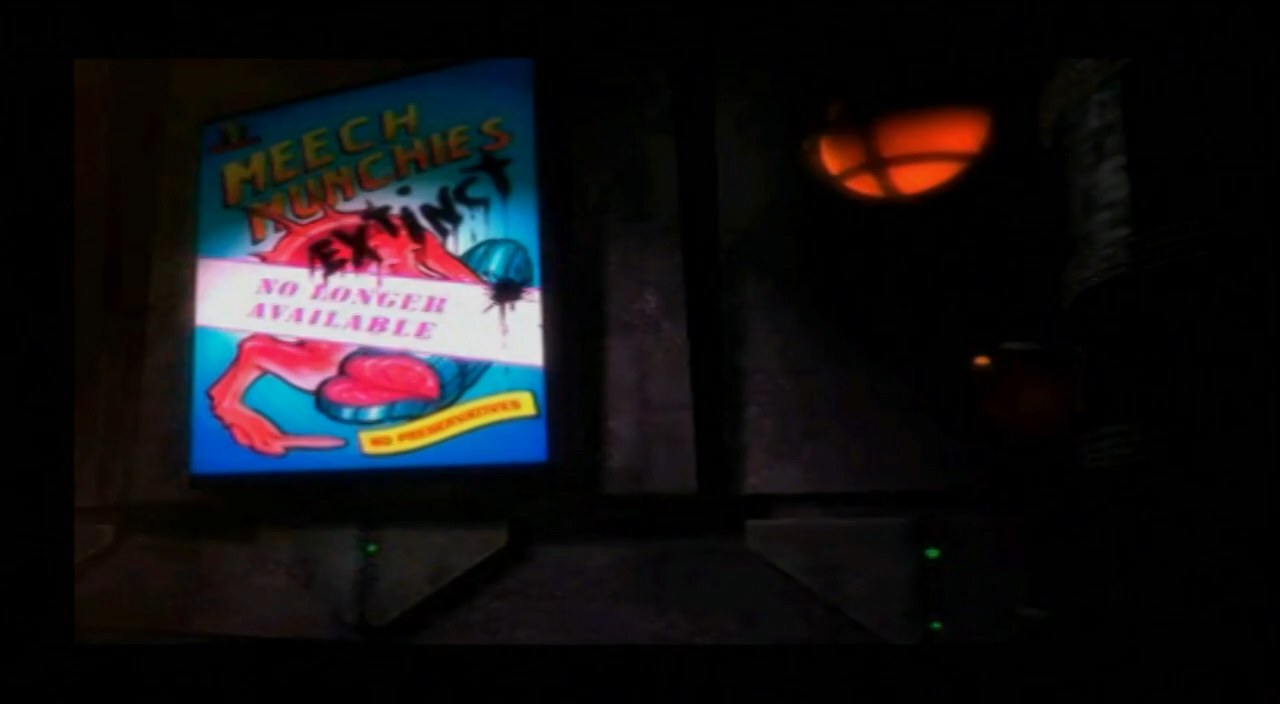 MEECH
MUNCHIES
EXTINCT
NO LONGER
AVAILABLE
NO PRESERVATIVES